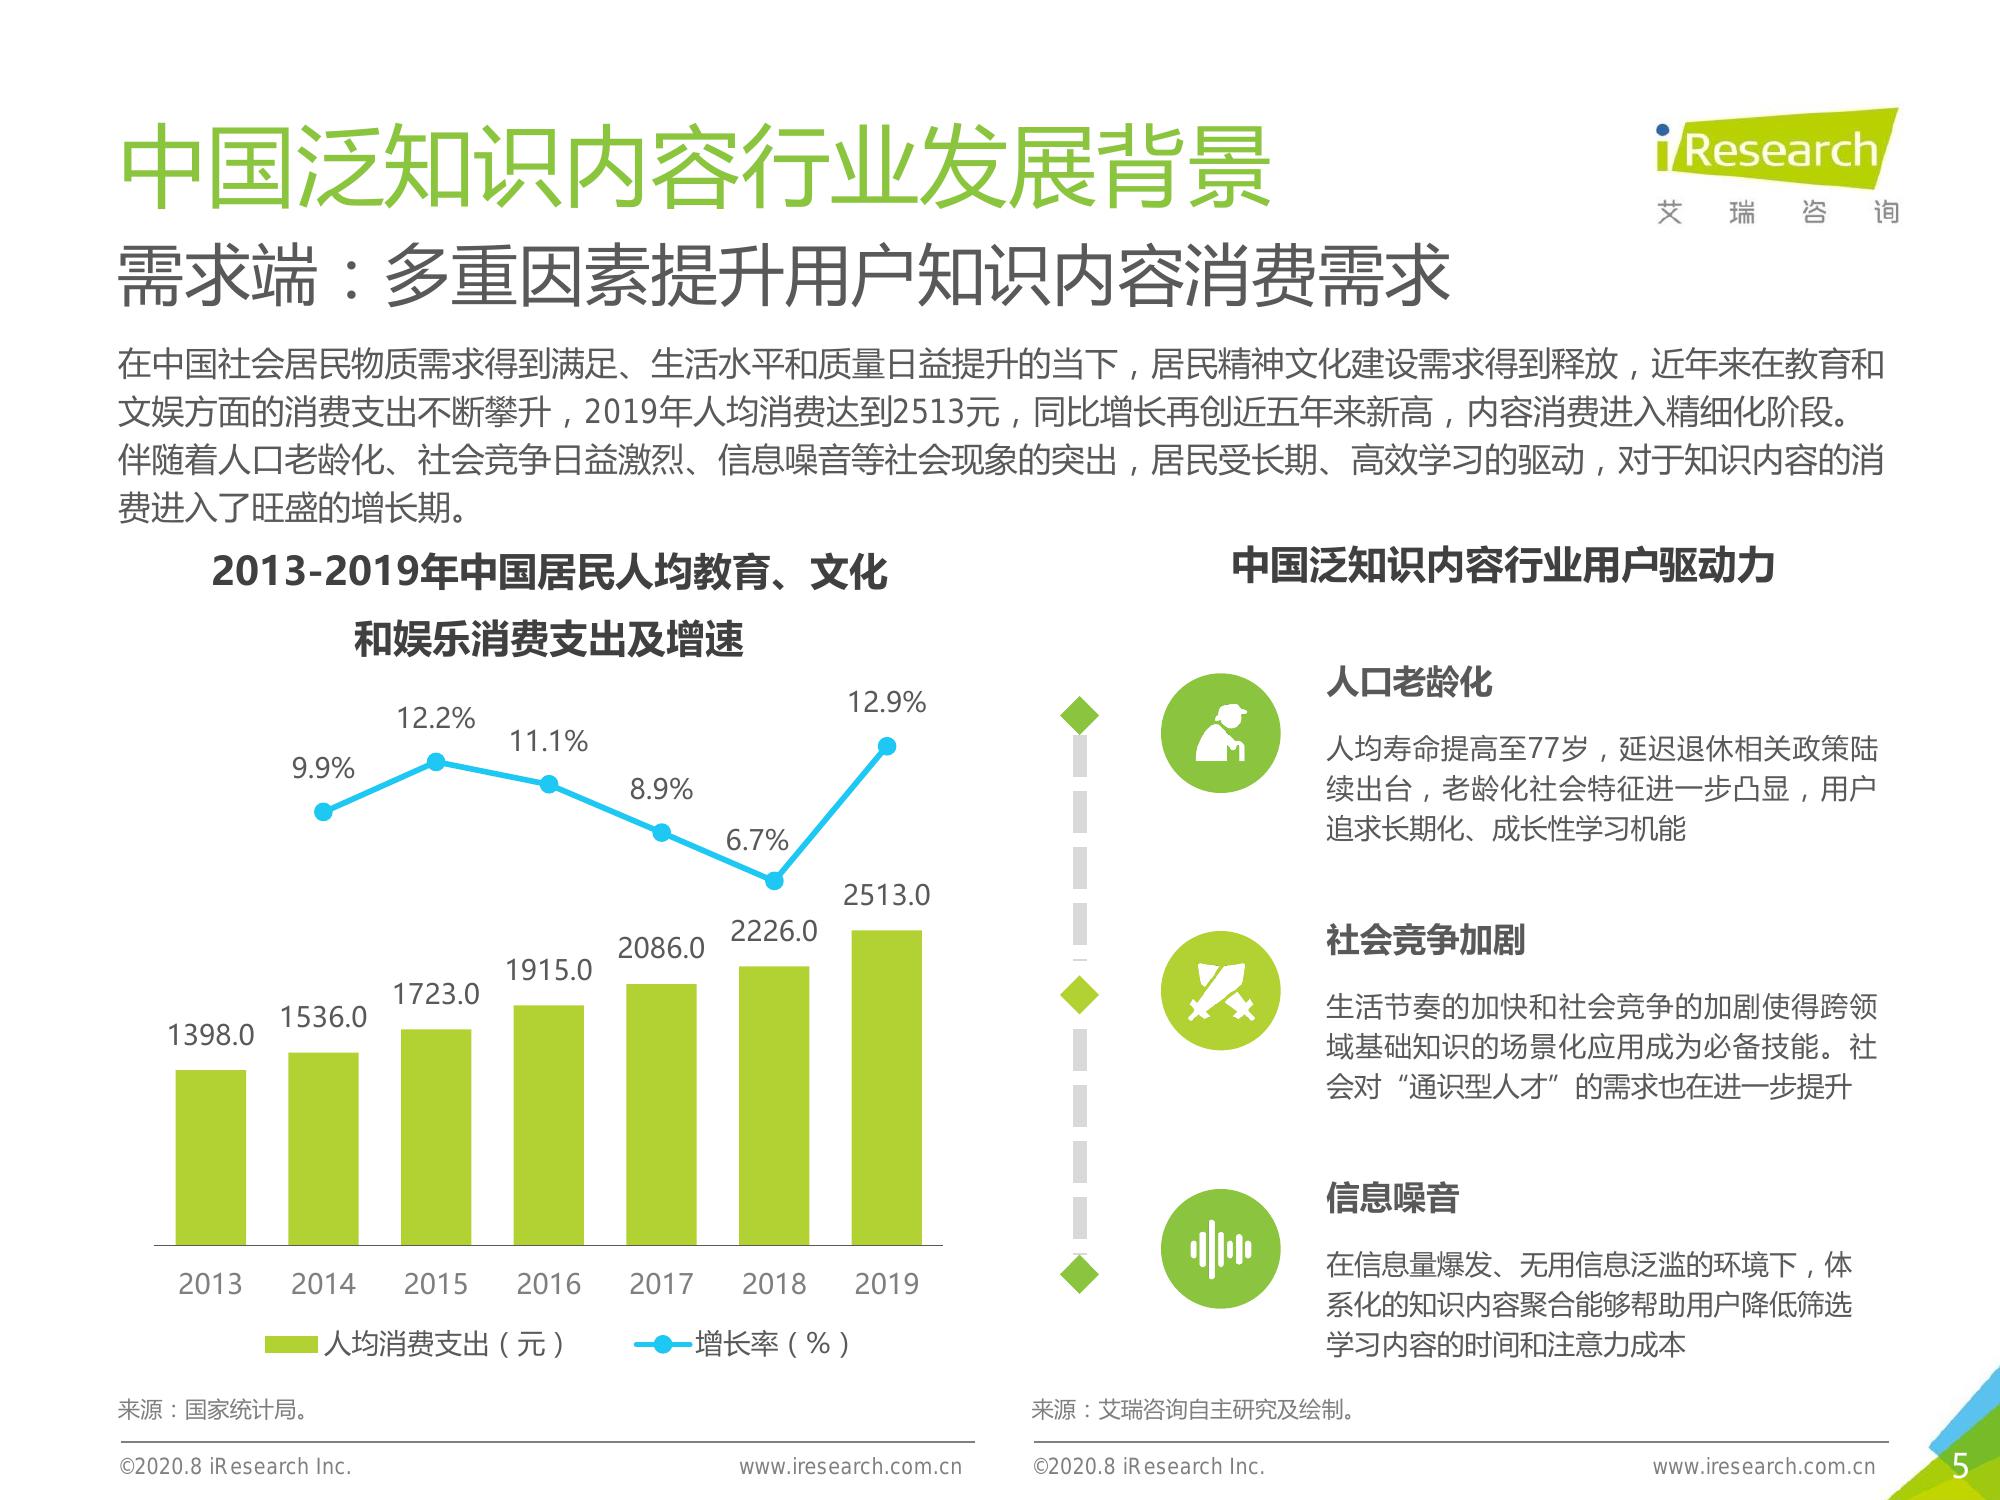 中国泛知识内容行业发展背景
iResearch
艾瑞咨询
需求端：多重因素提升用户知识内容消费需求
在中国社会居民物质需求得到满足、生活水平和质量日益提升的当下，居民精神文化建设需求得到释放，近年来在教育和
文娱方面的消费支出不断攀升，2019年人均消费达到2513元，同比增长再创近五年来新高，内容消费进入精细化阶段。
伴随着人口老龄化、社会竞争日益激烈、信息噪音等社会现象的突出，居民受长期、高效学习的驱动，对于知识内容的消
费进入了旺盛的增长期。
2013-2019年中国居民人均教育、文化
和娱乐消费支出及增速
9.9%
12.2%
11.1%
8.9%
6.7%
12.9%
1398.0
1536.0
1723.0
1915.0
2086.0
2226.0
2513.0
2013
2014
2015
2016
2017
2018
2019
人均消费支出（元）
增长率（%）
来源：国家统计局。
中国泛知识内容行业用户驱动力
人口老龄化
人均寿命提高至77岁，延迟退休相关政策陆
续出台，老龄化社会特征进一步凸显，用户
追求长期化、成长性学习机能
社会竞争加剧
生活节奏的加快和社会竞争的加剧使得跨领
域基础知识的场景化应用成为必备技能。社
会对“通识型人才”的需求也在进一步提升
信息噪音
在信息量爆发、无用信息泛滥的环境下，体
系化的知识内容聚合能够帮助用户降低筛选
学习内容的时间和注意力成本
来源：艾瑞咨询自主研究及绘制。
©2020.8 iResearch Inc.
www.iresearch.com.cn
©2020.8 iResearch Inc.
www.iresearch.com.cn
5